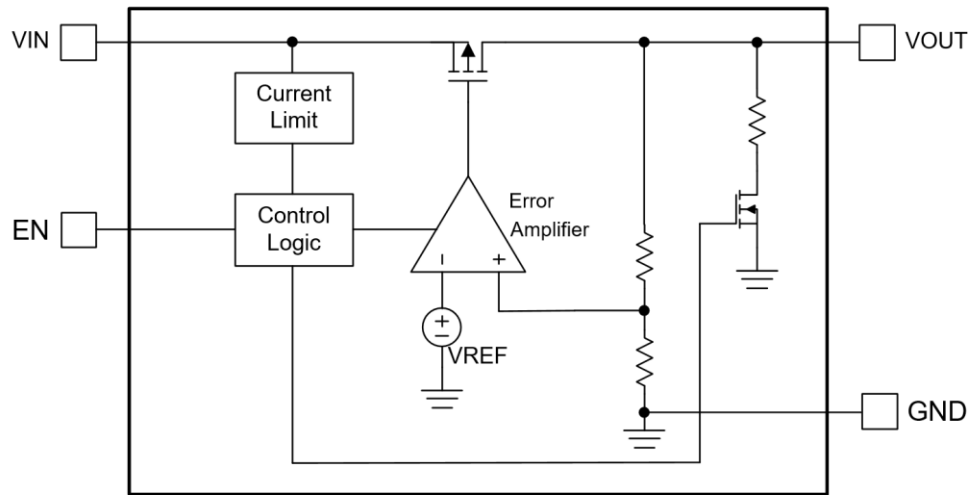 VIN
VOUT
Current
Limit
EN
Control
Logic
Error
Amplifier
VREF
GND